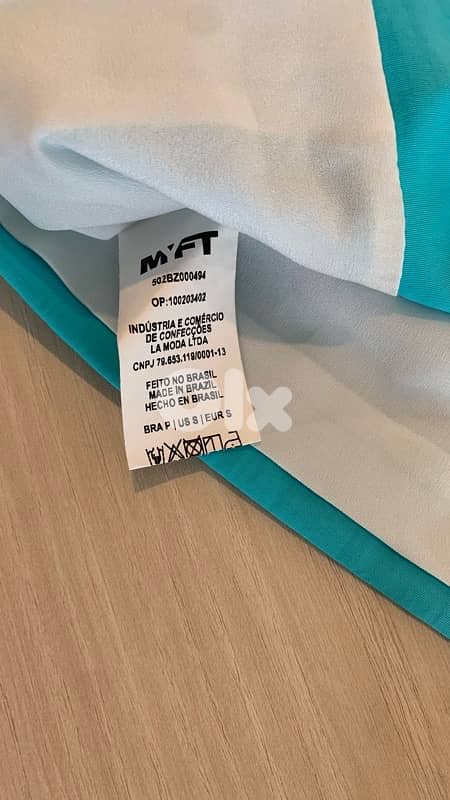 MYFT
502BZ000494
OP:100203402
INDÚSTRIA E COMÉRCIO
DE CONFECÇÕES
LA MODA LTDA
CNPJ 79.653.119/0001-13
FEITO NO BRASIL
MADE IN BRAZIL
HECHO EN BRASIL
olx
BRA P | US S | EUR S